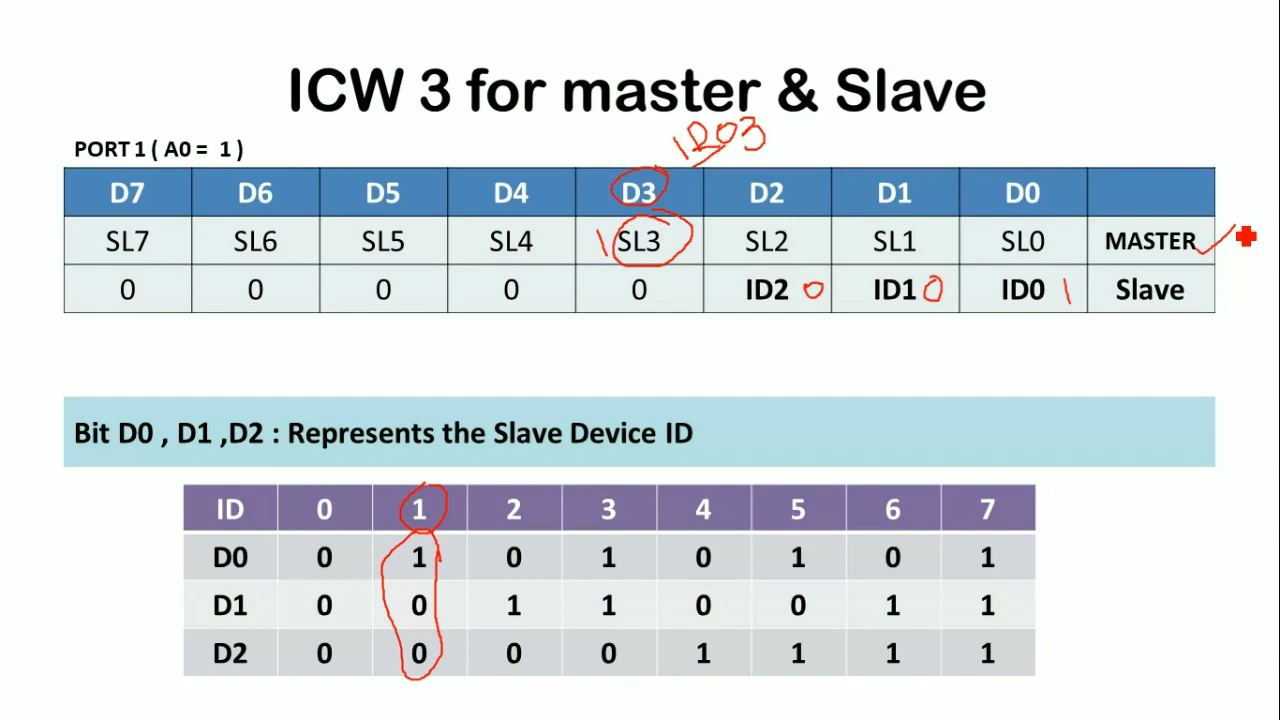 ICW 3 for master & Slave
IR03
PORT 1 ( A0 = 1 )
D7 D6 D5 D4 D3 D2 D1 D0
SL7 SL6 SL5 SL4 1 SL3 SL2 SL1 SL0 MASTER
0 0 0 0 0 ID2 0 ID1 0 ID0 1 Slave
Bit D0 , D1 ,D2 : Represents the Slave Device ID
ID 0 1 2 3 4 5 6 7
D0 0 1 0 1 0 1 0 1
D1 0 0 1 1 0 0 1 1
D2 0 0 0 0 1 1 1 1